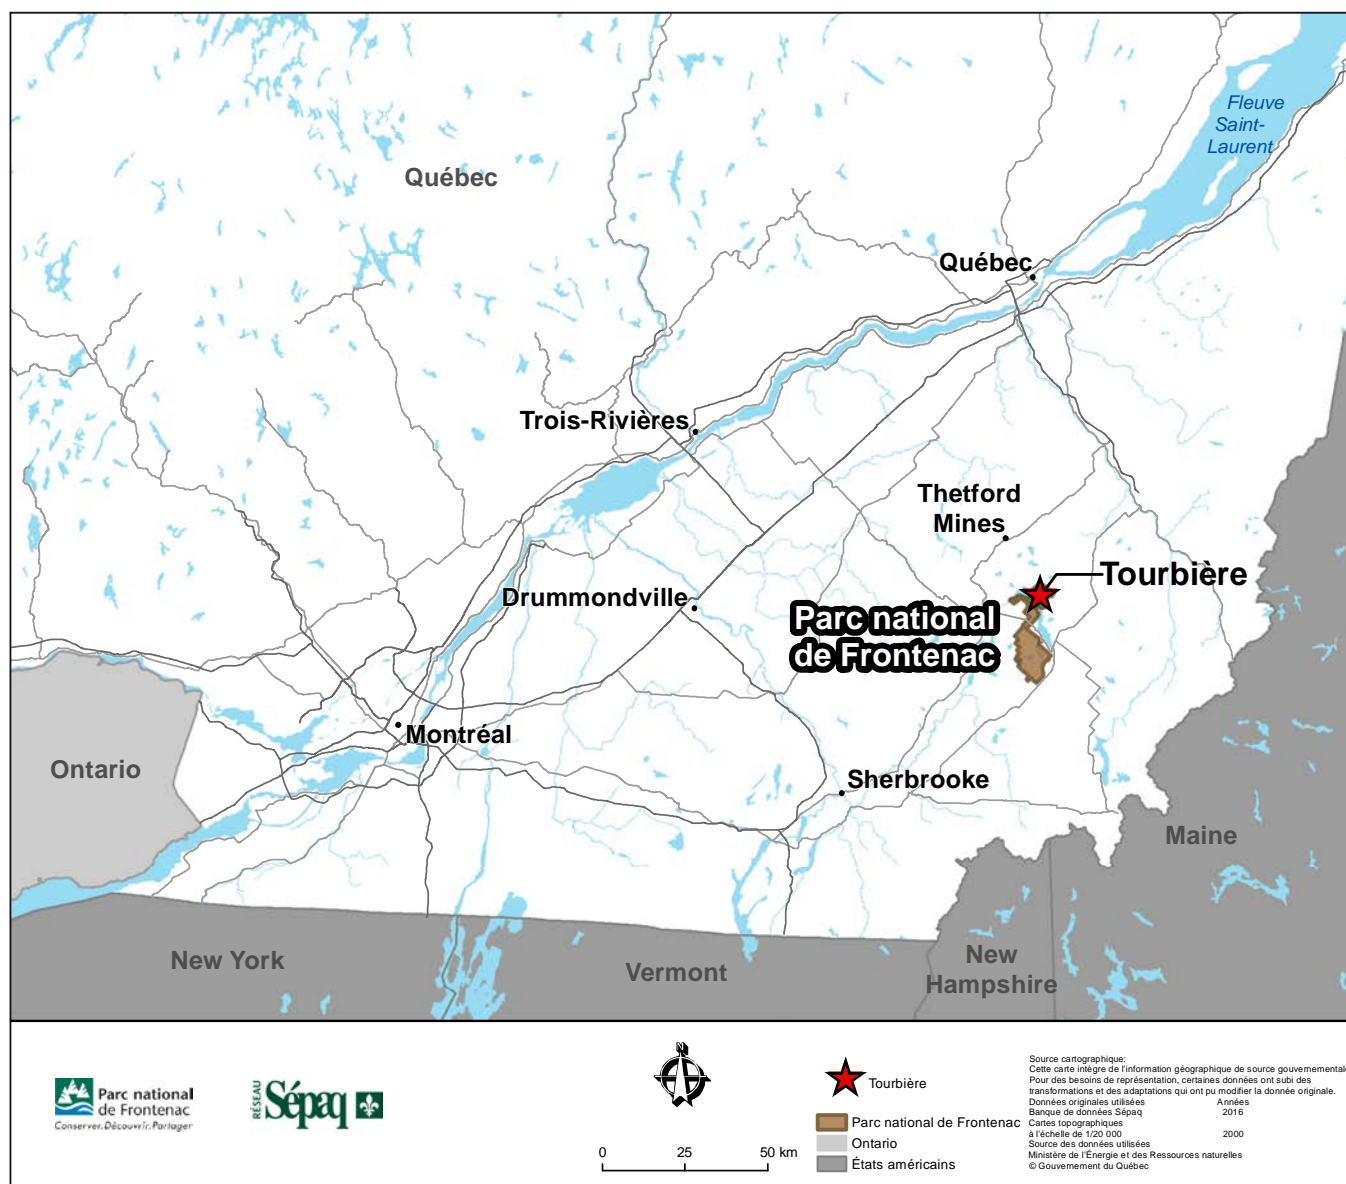 Fleuve
Saint-
Laurent
Québec
Québec
Trois-Rivières
Thetford
Mines
Tourbière
Drummondville
Parc national
de Frontenac
Montréal
Ontario
Sherbrooke
Maine
New York
Vermont
New
Hampshire
Parc national
de Frontenac
Conserver. Découvrir. Partager
RÉSEAU
Sépaq
N
0 25 50 km
Tourbière
Parc national de Frontenac
Ontario
États américains
Source cartographique:
Cette carte intègre de l'information géographique de source gouvernementale
Pour des besoins de représentation, certaines données ont subi des
transformations et des adaptations qui ont pu modifier la donnée originale.
Données originales utilisées Années
Banque de données Sépaq 2016
Cartes topographiques
à l'échelle de 1/20 000 2000
Source des données utilisées
Ministère de l'Énergie et des Ressources naturelles
© Gouvernement du Québec